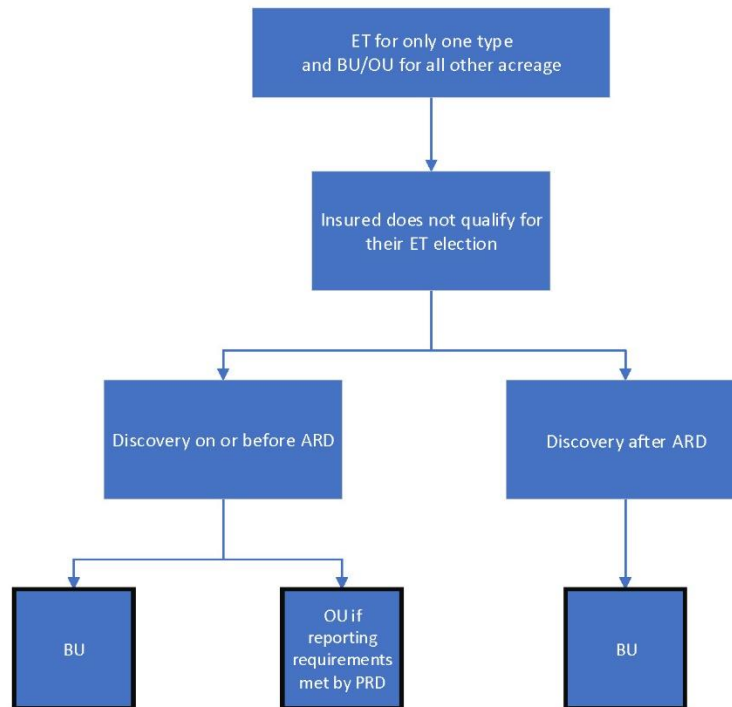 ET for only one type
and BU/OU for all other acreage
Insured does not qualify for
their ET election
Discovery on or before ARD
Discovery after ARD
BU
OU if
reporting
requirements
met by PRD
BU